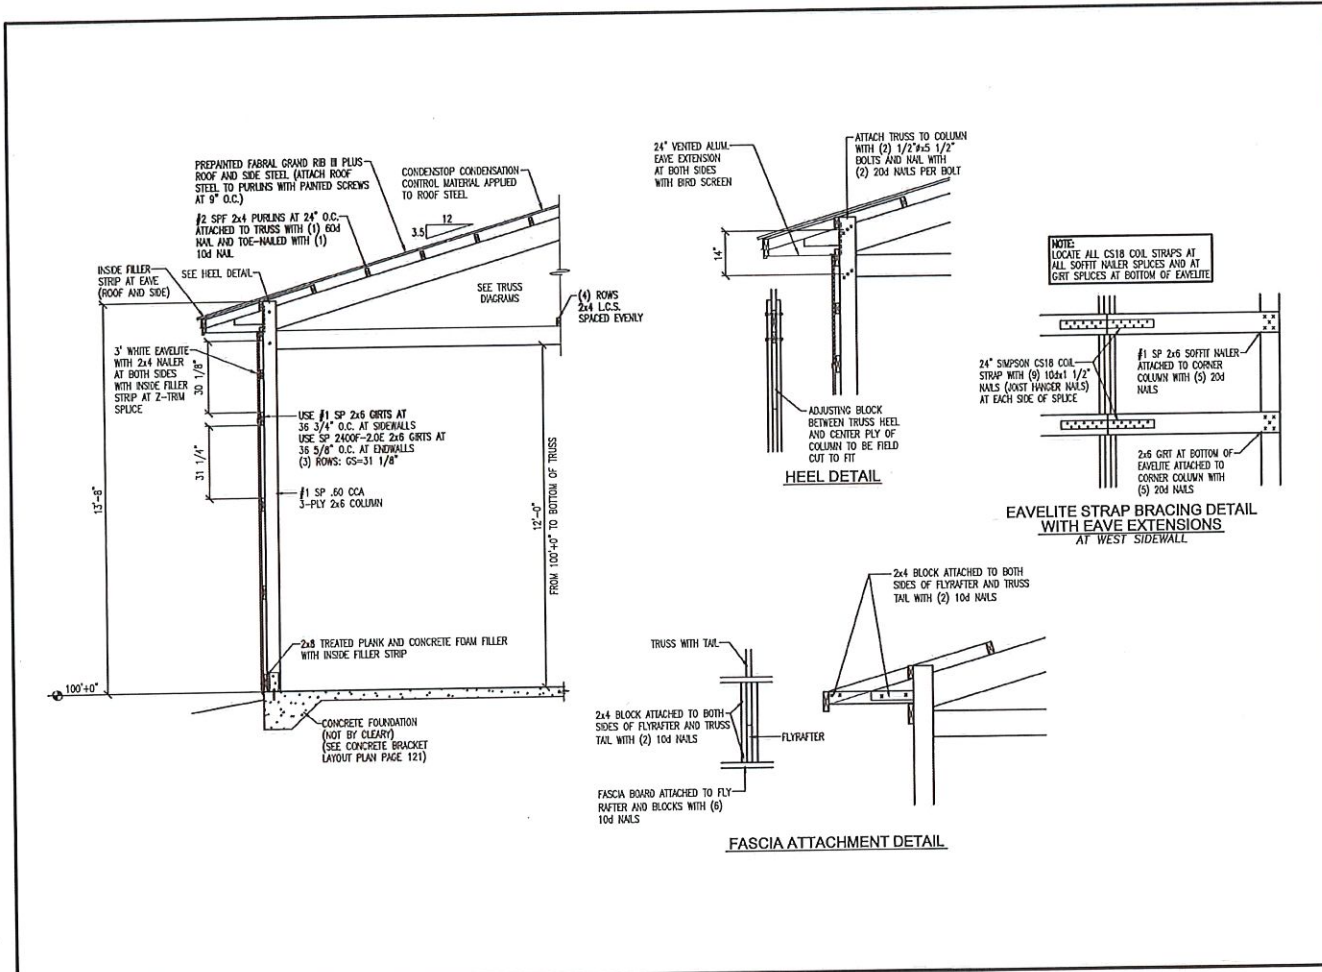 PREPAINTED FABRAL GRAND RIB III PLUS
ROOF AND SIDE STEEL (ATTACH ROOF
STEEL TO PURLINS WITH PAINTED SCREWS
AT 9" O.C.)
CONDENSTOP CONDENSATION
CONTROL MATERIAL APPLIED
TO ROOF STEEL
#2 SPF 2x4 PURLINS AT 24" O.C.
ATTACHED TO TRUSS WITH (1) 60d
NAIL AND TOE-NAILED WITH (1)
10d NAIL
12
3.5
INSIDE FILLER
STRIP AT EAVE
(ROOF AND SIDE)
SEE HEEL DETAIL
SEE TRUSS
DIAGRAMS
(4) ROWS
2x4 L.C.S.
SPACED EVENLY
3' WHITE EAVELITE
WITH 2x4 NAILER
AT BOTH SIDES
WITH INSIDE FILLER
STRIP AT Z-TRIM
SPLICE
30 1/8"
31 1/4"
13'-8"
USE #1 SP 2x6 GIRTS AT
36 3/4" O.C. AT SIDEWALLS
USE SP 2400F-2.0E 2x6 GIRTS AT
36 5/8" O.C. AT ENDWALLS
(3) ROWS: GS=31 1/8"
#1 SP .60 CCA
3-PLY 2x6 COLUMN
12'-0"
FROM 100'+0" TO BOTTOM OF TRUSS
2x8 TREATED PLANK AND CONCRETE FOAM FILLER
WITH INSIDE FILLER STRIP
100'+0"
CONCRETE FOUNDATION
(NOT BY CLEARY)
(SEE CONCRETE BRACKET
LAYOUT PLAN PAGE 121)
24" VENTED ALUM.
EAVE EXTENSION
AT BOTH SIDES
WITH BIRD SCREEN
ATTACH TRUSS TO COLUMN
WITH (2) 1/2"øx5 1/2"
BOLTS AND NAIL WITH
(2) 20d NAILS PER BOLT
14"
ADJUSTING BLOCK
BETWEEN TRUSS HEEL
AND CENTER PLY OF
COLUMN TO BE FIELD
CUT TO FIT
HEEL DETAIL
NOTE:
LOCATE ALL CS18 COIL STRAPS AT
ALL SOFFIT NAILER SPLICES AND AT
GIRT SPLICES AT BOTTOM OF EAVELITE
24" SIMPSON CS18 COIL
STRAP WITH (9) 10dx1 1/2"
NAILS (JOIST HANGER NAILS)
AT EACH SIDE OF SPLICE
#1 SP 2x6 SOFFIT NAILER
ATTACHED TO CORNER
COLUMN WITH (5) 20d
NAILS
2x6 GIRT AT BOTTOM OF
EAVELITE ATTACHED TO
CORNER COLUMN WITH
(5) 20d NAILS
EAVELITE STRAP BRACING DETAIL
WITH EAVE EXTENSIONS
AT WEST SIDEWALL
2x4 BLOCK ATTACHED TO BOTH
SIDES OF FLYRAFTER AND TRUSS
TAIL WITH (2) 10d NAILS
TRUSS WITH TAIL
2x4 BLOCK ATTACHED TO BOTH
SIDES OF FLYRAFTER AND TRUSS
TAIL WITH (2) 10d NAILS
FLYRAFTER
FASCIA BOARD ATTACHED TO FLY
RAFTER AND BLOCKS WITH (6)
10d NAILS
FASCIA ATTACHMENT DETAIL